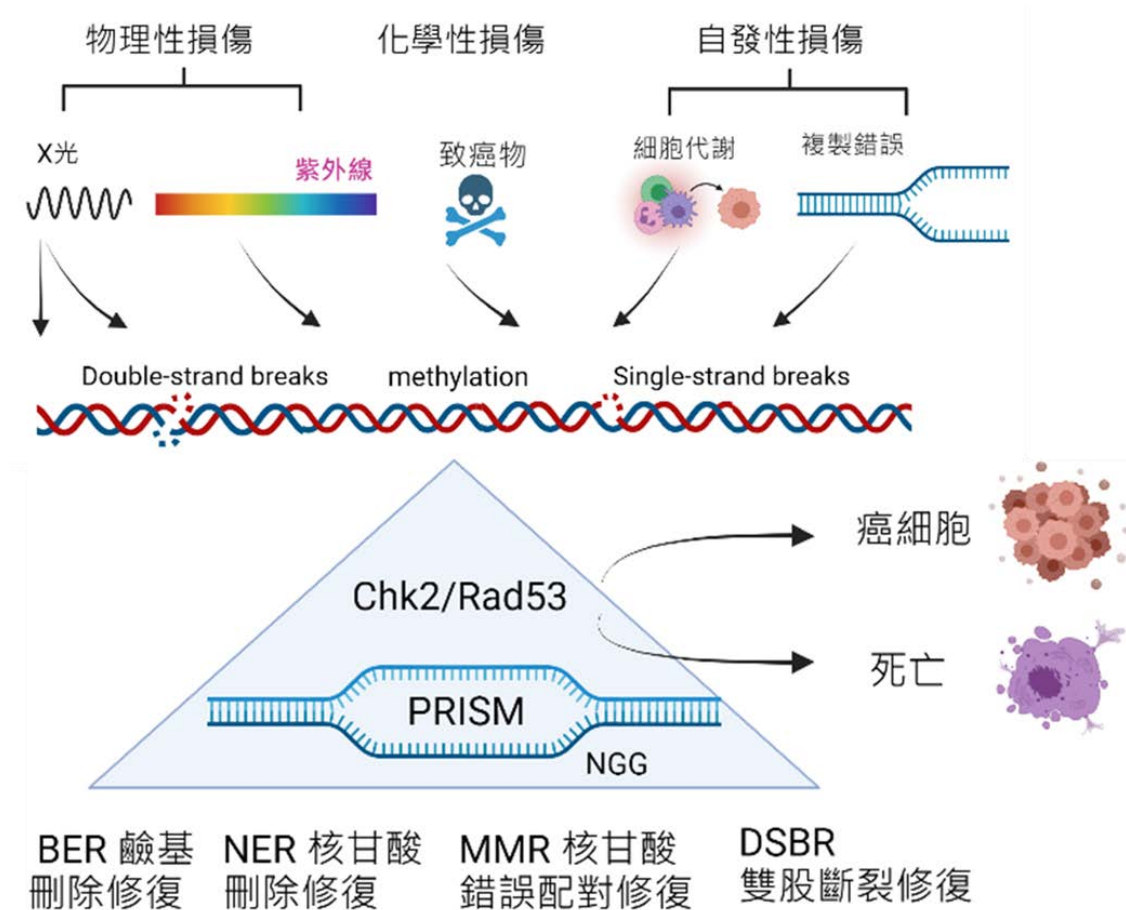 物理性損傷
化學性損傷
自發性損傷
X光
紫外線
致癌物
細胞代謝
複製錯誤
Double-strand breaks
methylation
Single-strand breaks
Chk2/Rad53
PRISM
NGG
癌細胞
死亡
BER 鹼基
刪除修復
NER 核甘酸
刪除修復
MMR 核甘酸
錯誤配對修復
DSBR
雙股斷裂修復